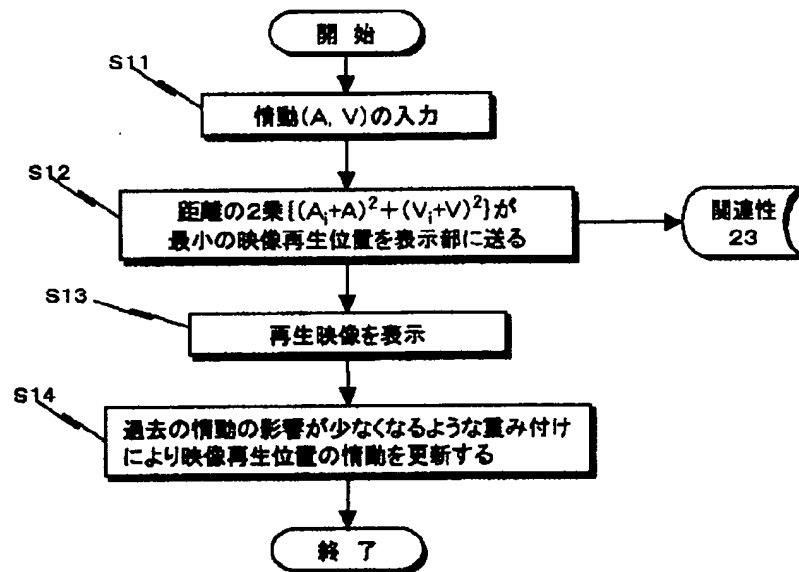 開始
S11
情動(A, V)の入力
S12
距離の2乗{(Aᵢ+A)²+(Vᵢ+V)²}が
最小の映像再生位置を表示部に送る
関連性
23
S13
再生映像を表示
S14
過去の情動の影響が少なくなるような重み付け
により映像再生位置の情動を更新する
終了